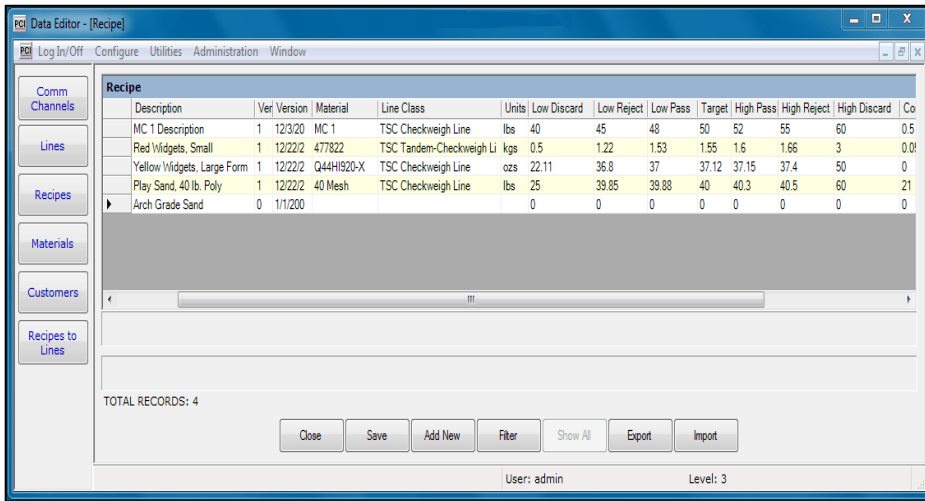 PCI Data Editor - [Recipe]
PCI Log In/Off Configure Utilities Administration Window
Comm Channels
Lines
Recipes
Materials
Customers
Recipes to Lines
Recipe
Description Ver Version Material Line Class Units Low Discard Low Reject Low Pass Target High Pass High Reject High Discard Co
MC 1 Description 1 12/3/20 MC 1 TSC Checkweigh Line lbs 40 45 48 50 52 55 60 0.5
Red Widgets, Small 1 12/22/2 477822 TSC Tandem-Checkweigh Li kgs 0.5 1.22 1.53 1.55 1.6 1.66 3 0.05
Yellow Widgets, Large Form 1 12/22/2 Q44HI920-X TSC Checkweigh Line ozs 22.11 36.8 37 37.12 37.15 37.4 50 0
Play Sand, 40 lb. Poly 1 12/22/2 40 Mesh TSC Checkweigh Line lbs 25 39.85 39.88 40 40.3 40.5 60 21
Arch Grade Sand 0 1/1/200 0 0 0 0 0 0 0 0
TOTAL RECORDS: 4
Close Save Add New Filter Show All Export Import
User: admin Level: 3